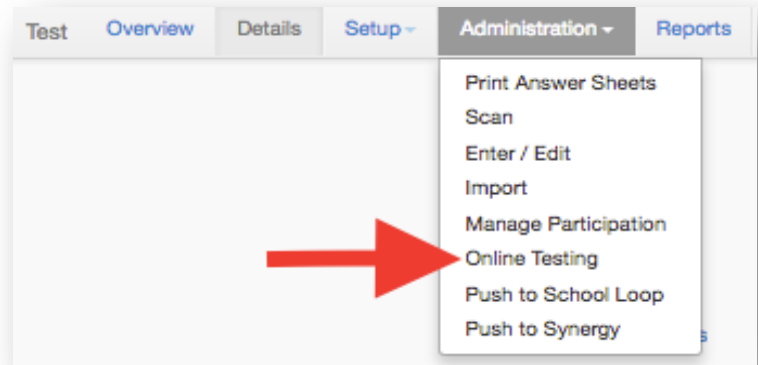 Test Overview Details Setup Administration Reports
Print Answer Sheets
Scan
Enter / Edit
Import
Manage Participation
Online Testing
Push to School Loop
Push to Synergy